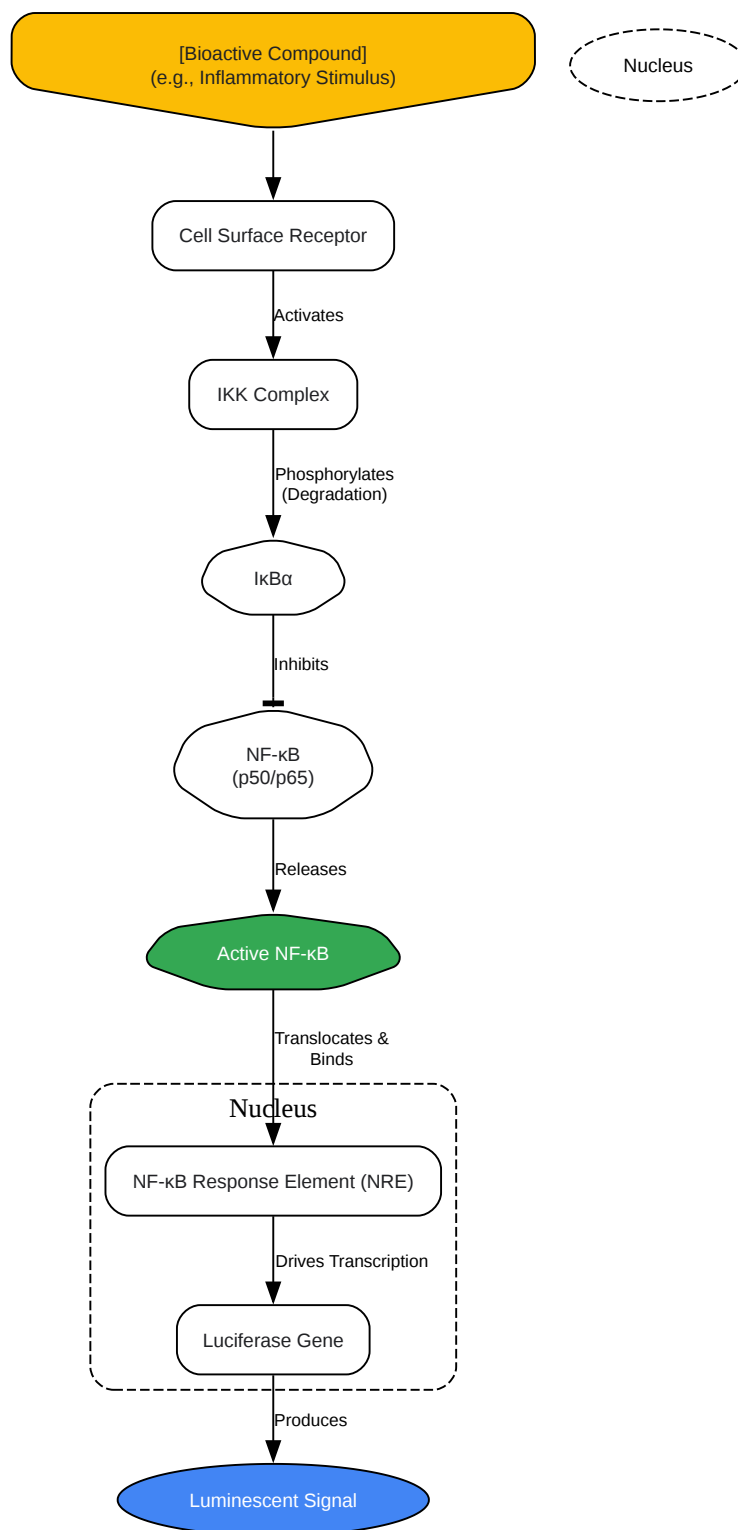 [Bioactive Compound]
(e.g., Inflammatory Stimulus)
Nucleus
Cell Surface Receptor
Activates
IKK Complex
Phosphorylates
(Degradation)
IκBα
Inhibits
NF-κB
(p50/p65)
Releases
Active NF-κB
Translocates &
Binds
Nucleus
NF-κB Response Element (NRE)
Drives Transcription
Luciferase Gene
Produces
Luminescent Signal